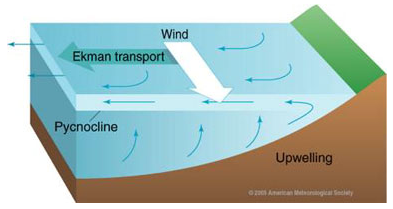 Wind
Ekman transport
Pycnocline
Upwelling
© 2005 American Meteorological Society